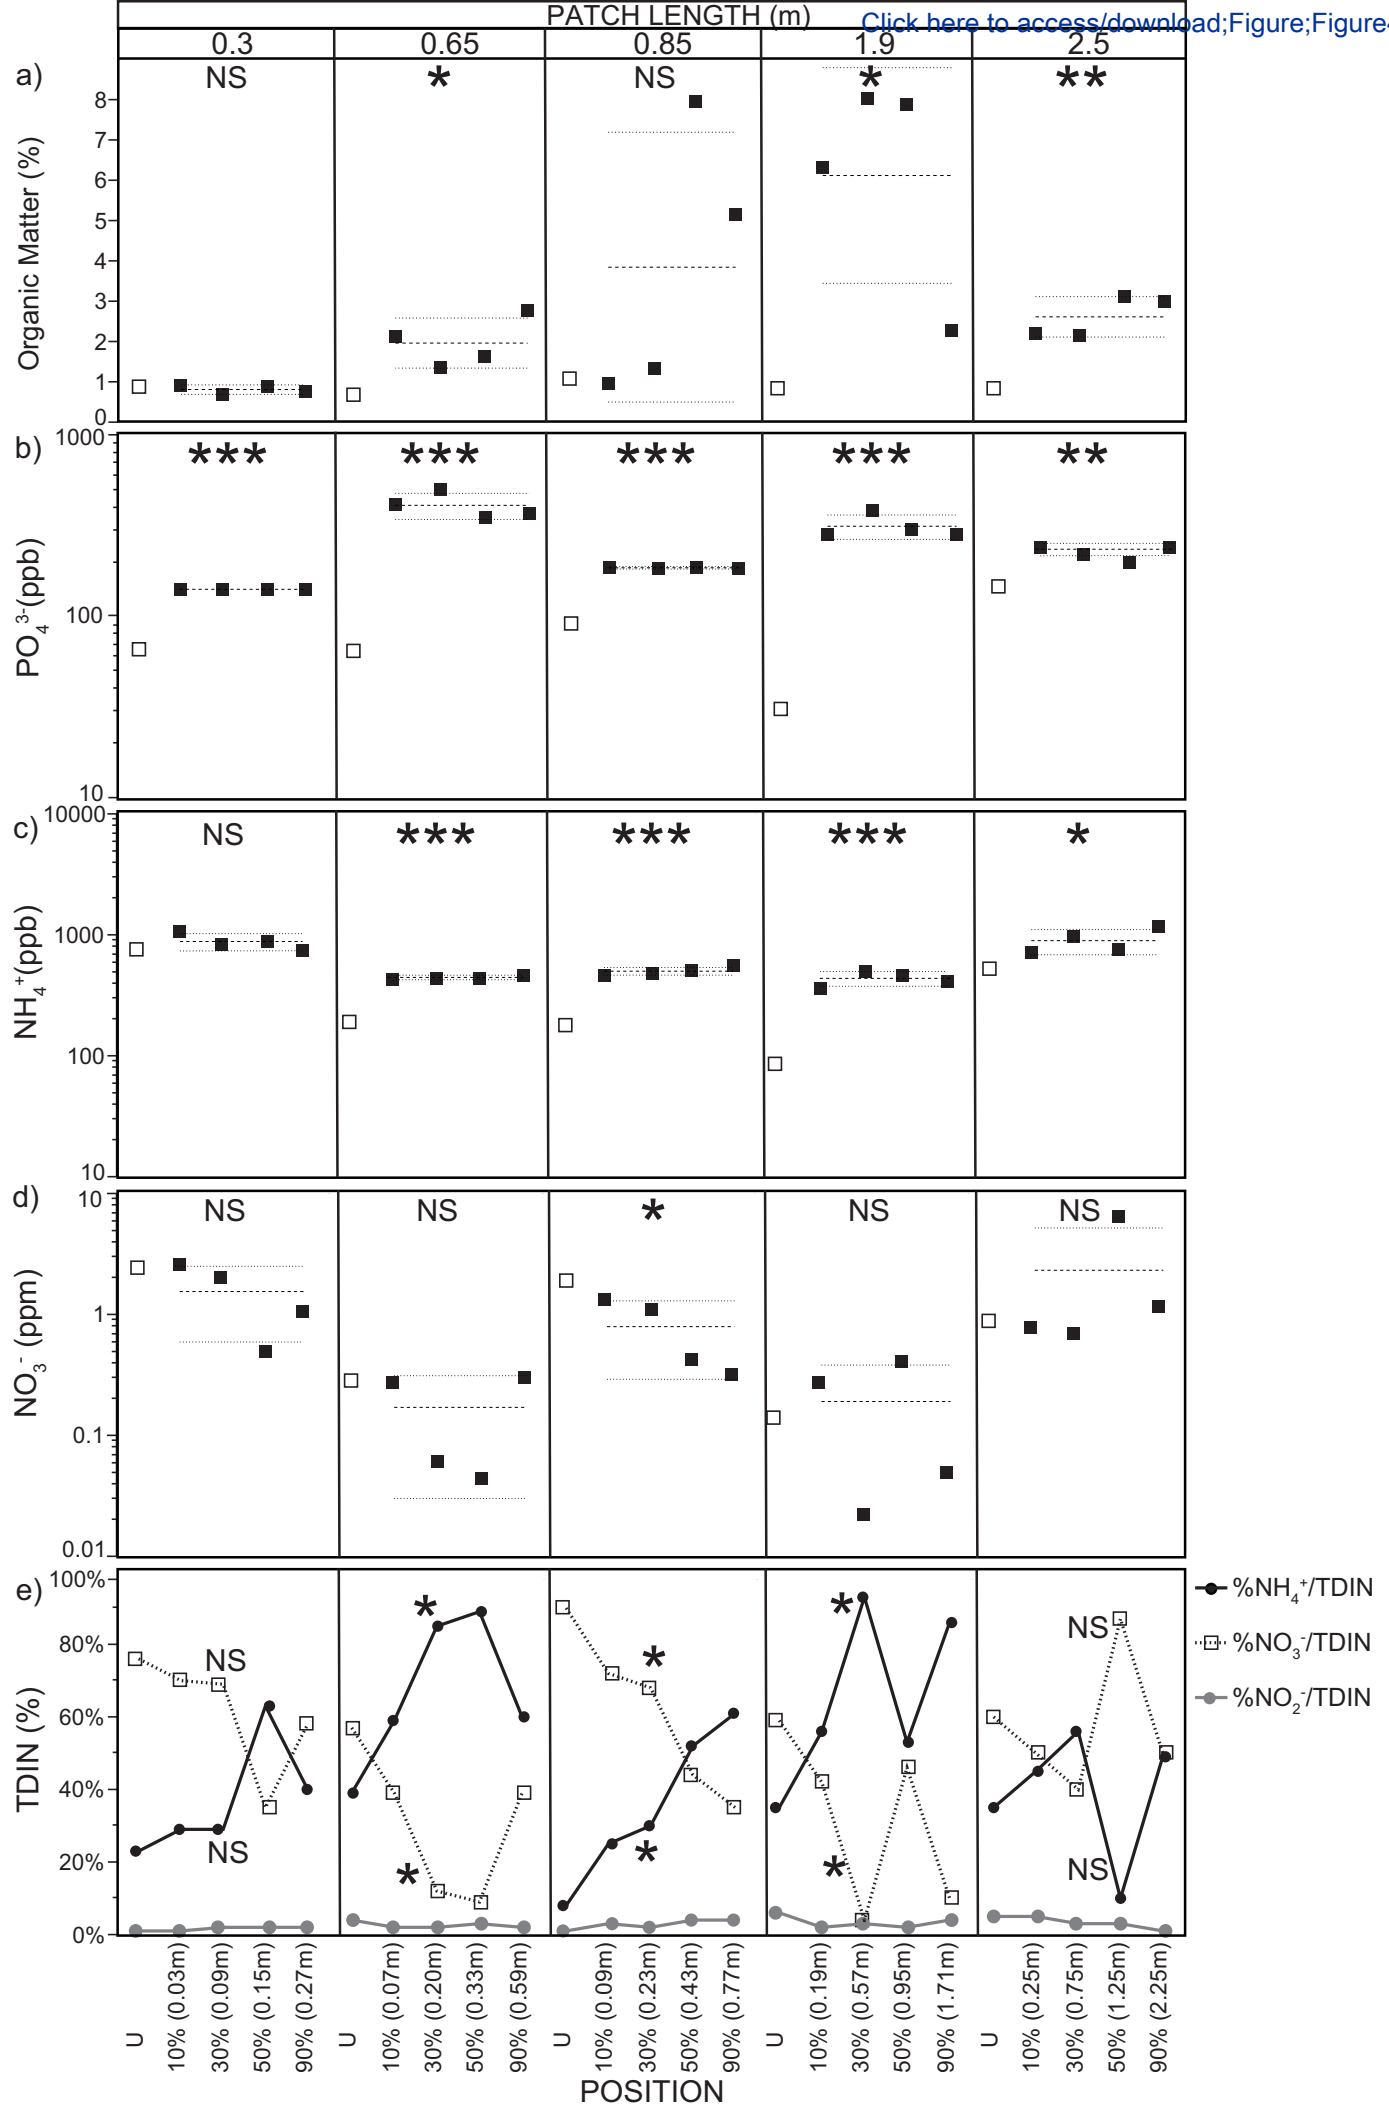 PATCH LENGTH (m)
Click here to access/download;Figure;Figure4
0.3 0.65 0.85 1.9 2.5
a) NS * NS * **
Organic Matter (%)
8
7
6
5
4
3
2
1
0
b) *** *** *** *** **
PO₄³⁻(ppb)
1000
100
10
c) NS *** *** *** *
NH₄⁺(ppb)
10000
1000
100
10
d) NS NS * NS NS
NO₃⁻ (ppm)
10
1
0.1
0.01
e)
TDIN (%)
100%
80%
60%
40%
20%
0%
NS * * * NS
NS * * * NS
%NH₄⁺/TDIN
%NO₃⁻/TDIN
%NO₂⁻/TDIN
U 10% (0.03m) 30% (0.09m) 50% (0.15m) 90% (0.27m) U 10% (0.07m) 30% (0.20m) 50% (0.33m) 90% (0.59m) U 10% (0.09m) 30% (0.23m) 50% (0.43m) 90% (0.77m) U 10% (0.19m) 30% (0.57m) 50% (0.95m) 90% (1.71m) U 10% (0.25m) 30% (0.75m) 50% (1.25m) 90% (2.25m)
POSITION